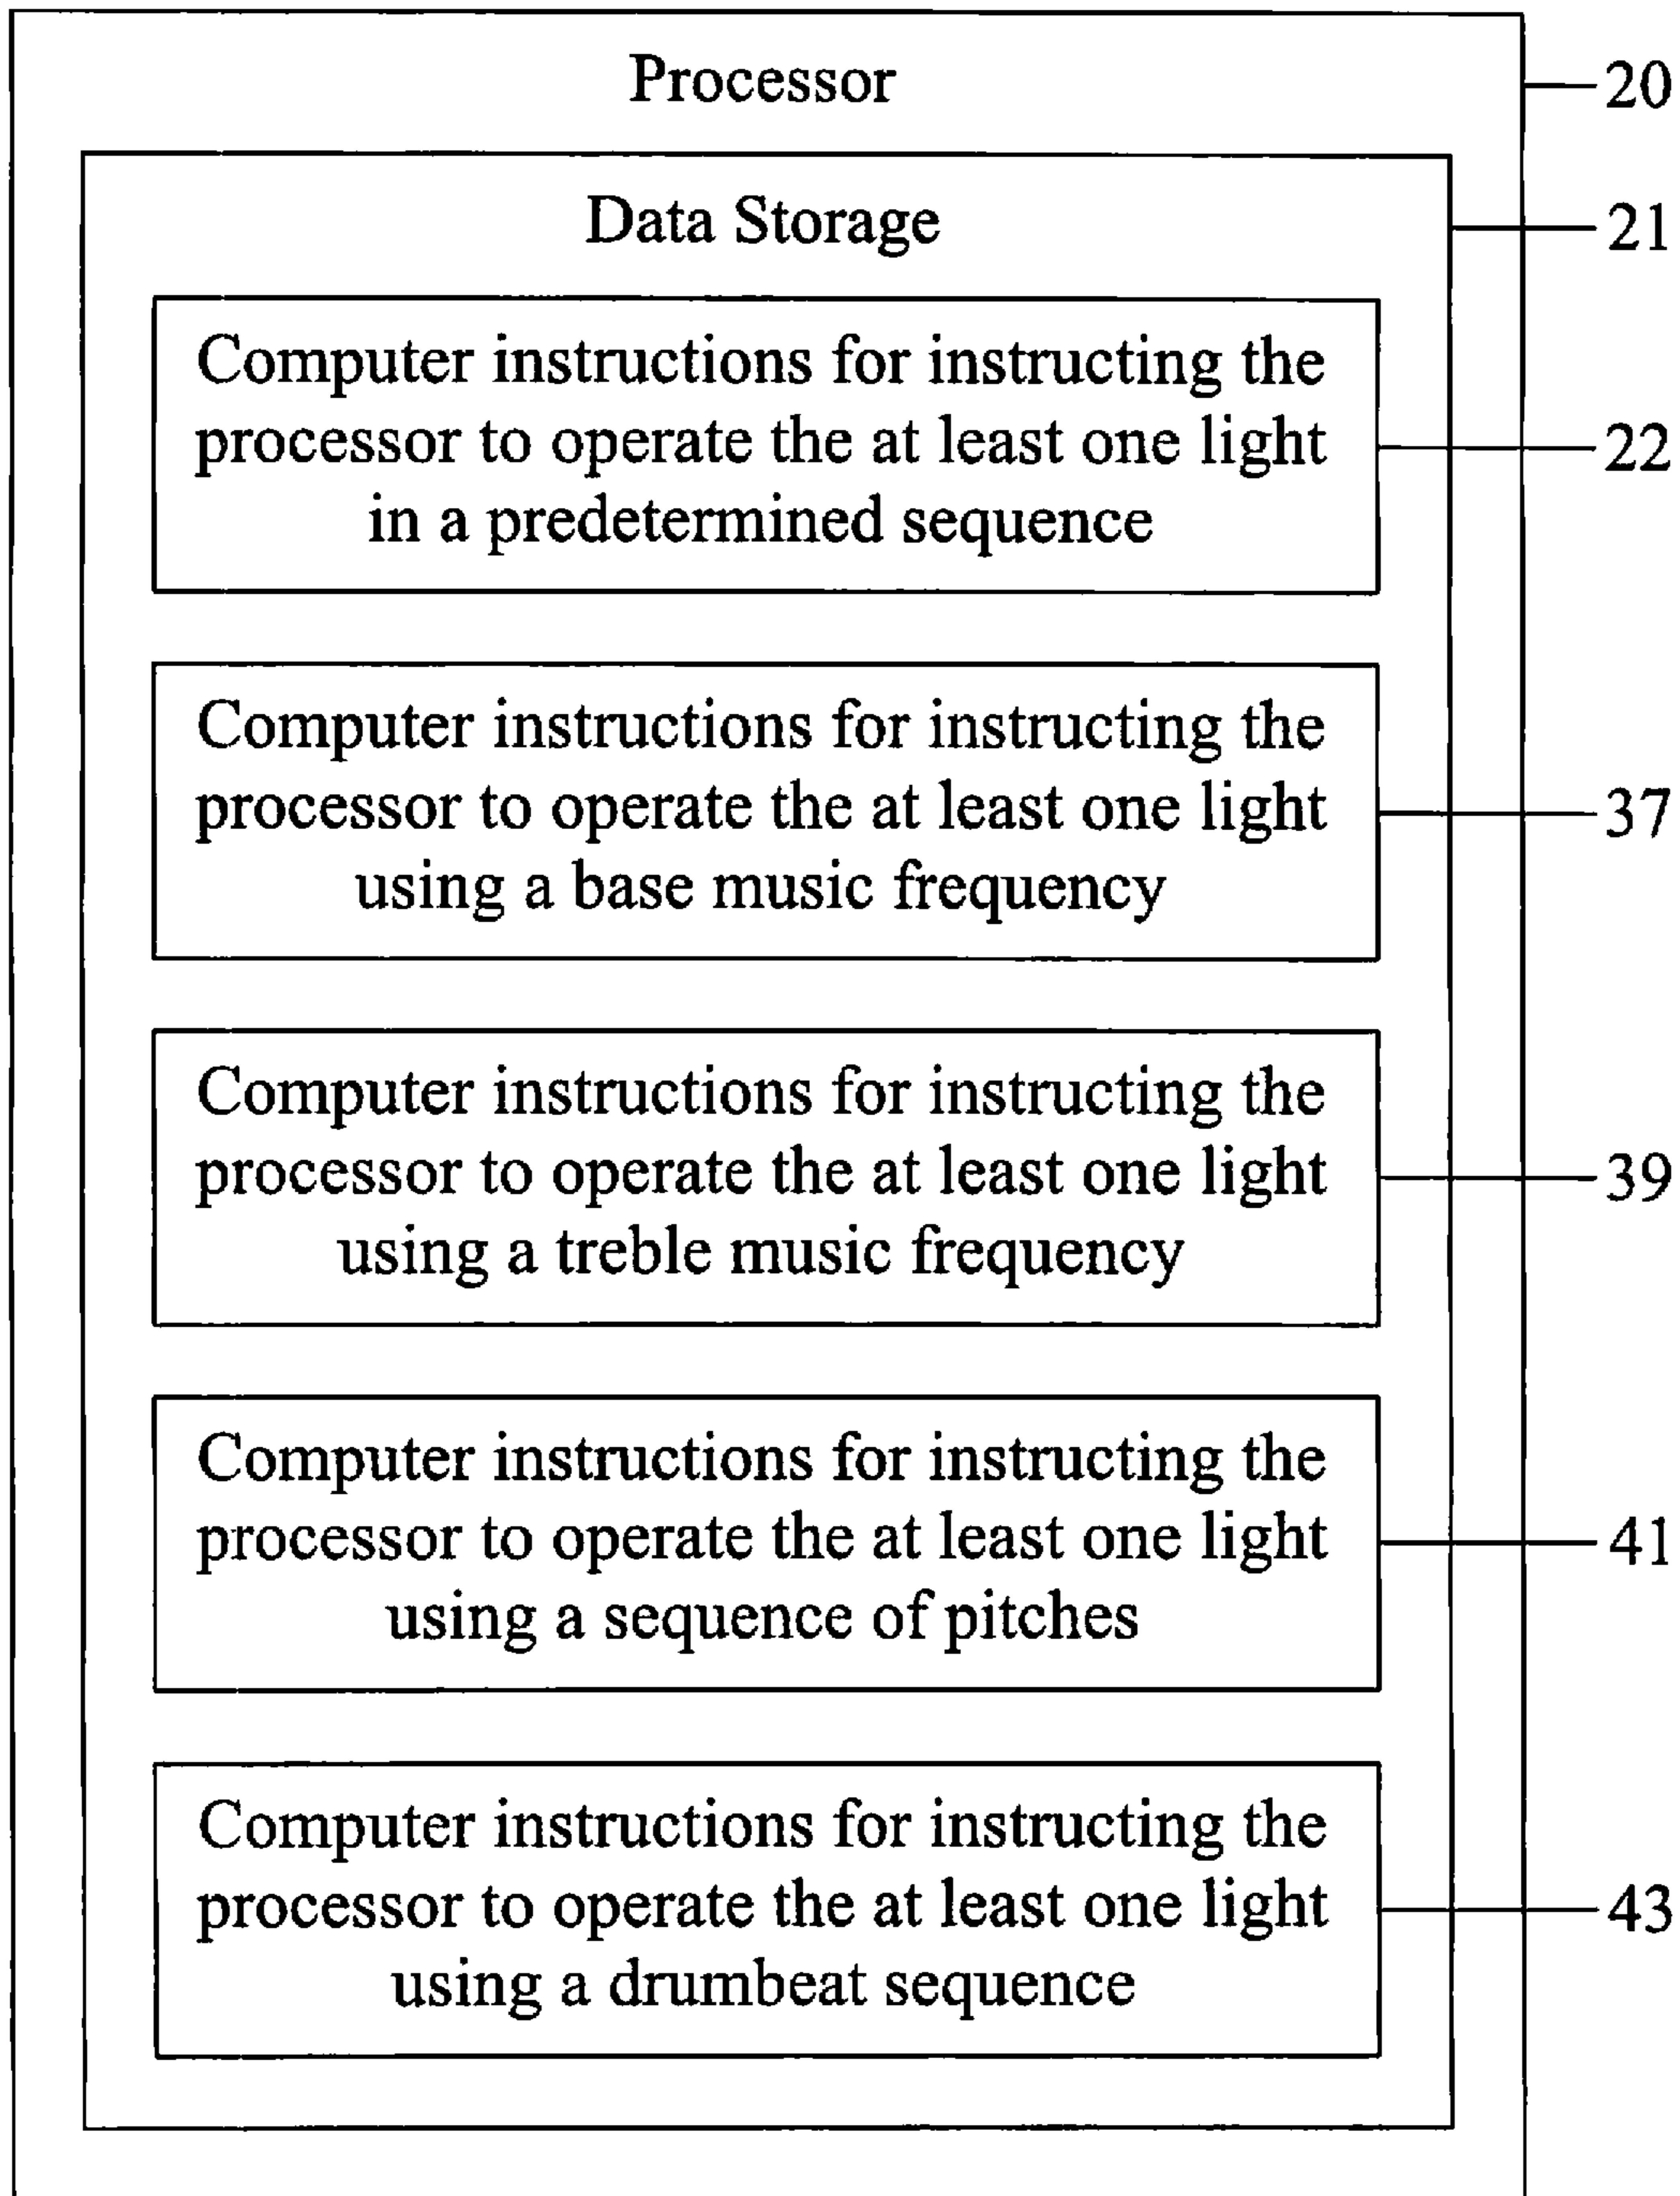 Processor
20
Data Storage
21
Computer instructions for instructing the
processor to operate the at least one light
in a predetermined sequence
22
Computer instructions for instructing the
processor to operate the at least one light
using a base music frequency
37
Computer instructions for instructing the
processor to operate the at least one light
using a treble music frequency
39
Computer instructions for instructing the
processor to operate the at least one light
using a sequence of pitches
41
Computer instructions for instructing the
processor to operate the at least one light
using a drumbeat sequence
43